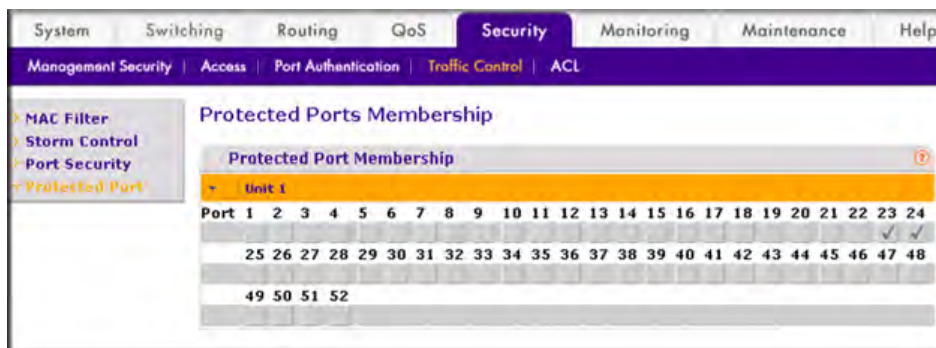 System Switching Routing QoS Security Monitoring Maintenance Help
Management Security | Access | Port Authentication | Traffic Control | ACL
MAC Filter
Storm Control
Port Security
Protected Port
Protected Ports Membership
Protected Port Membership ?
Unit 1
Port 1 2 3 4 5 6 7 8 9 10 11 12 13 14 15 16 17 18 19 20 21 22 23 24
✓ ✓
25 26 27 28 29 30 31 32 33 34 35 36 37 38 39 40 41 42 43 44 45 46 47 48
49 50 51 52